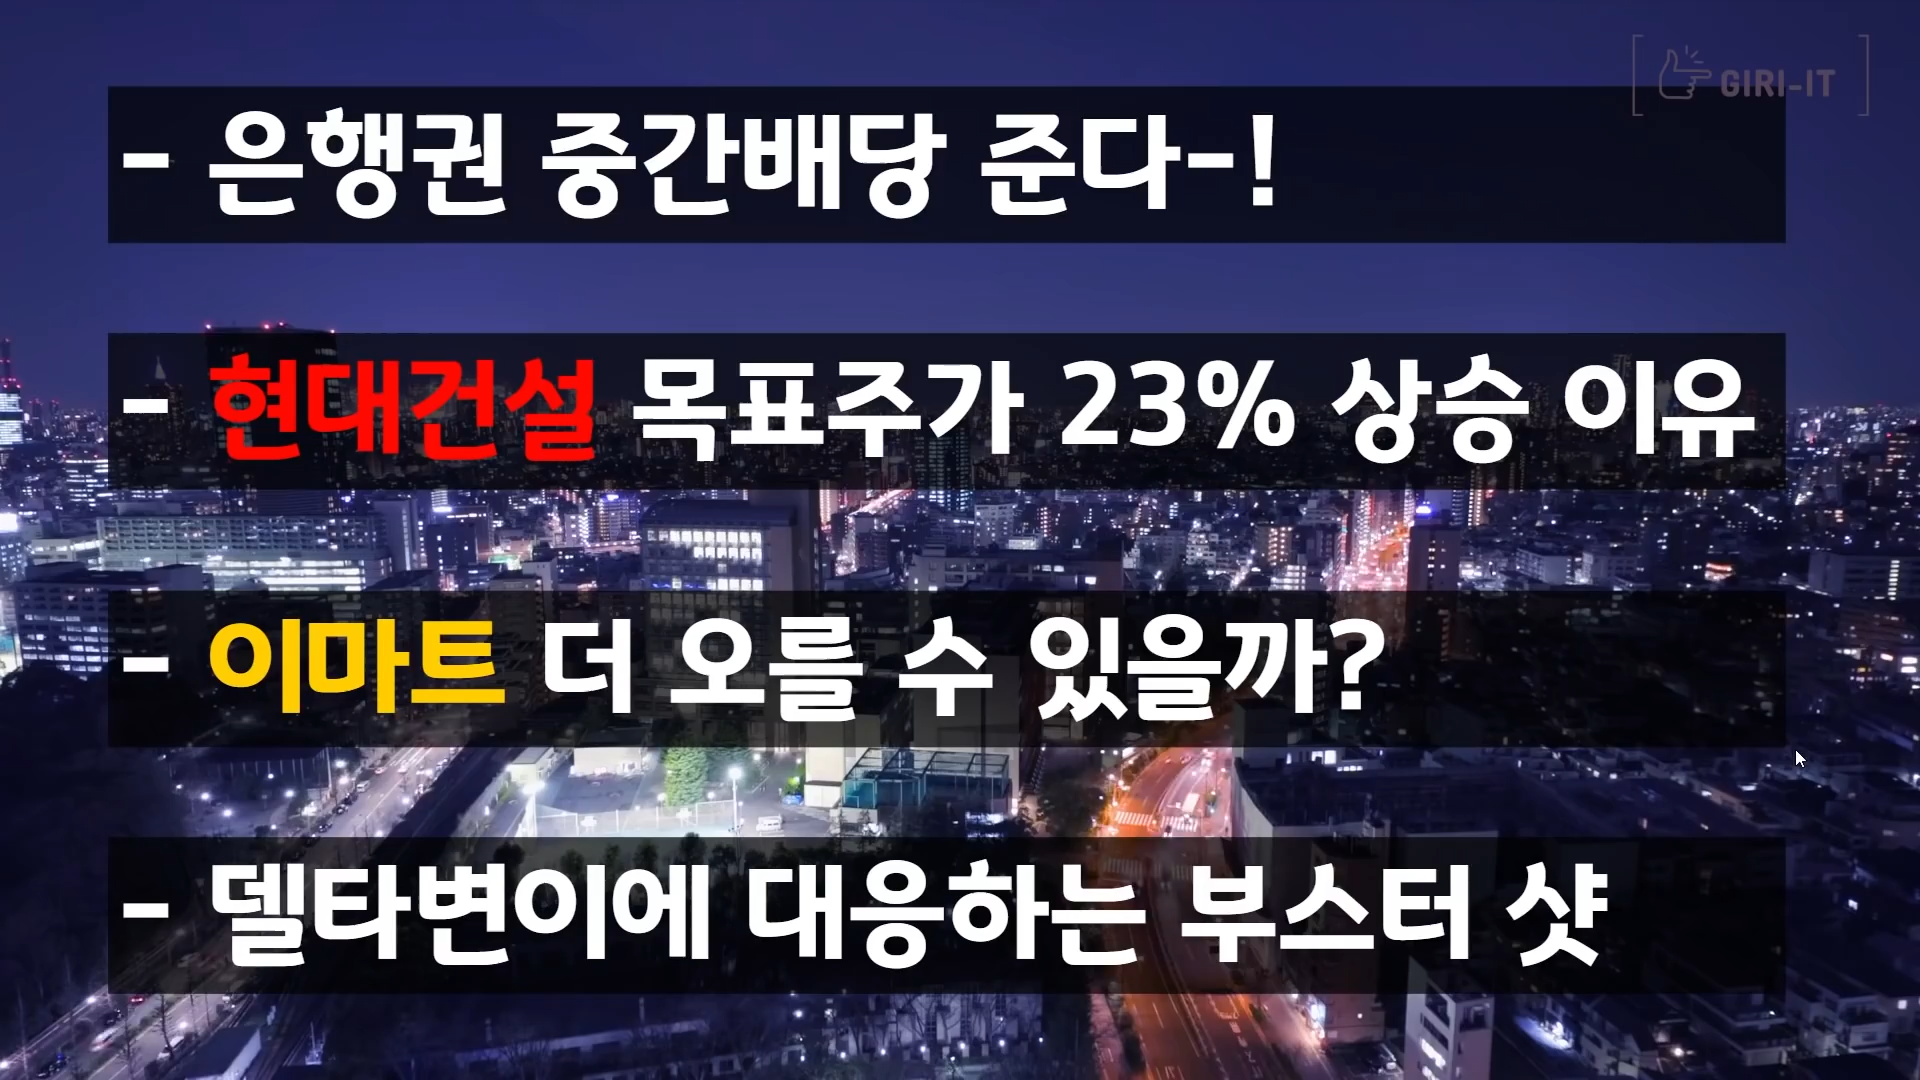 GIRI-IT
- 은행권 중간배당 준다-!
- 현대건설 목표주가 23% 상승 이유
- 이마트 더 오를 수 있을까?
- 델타변이에 대응하는 부스터 샷